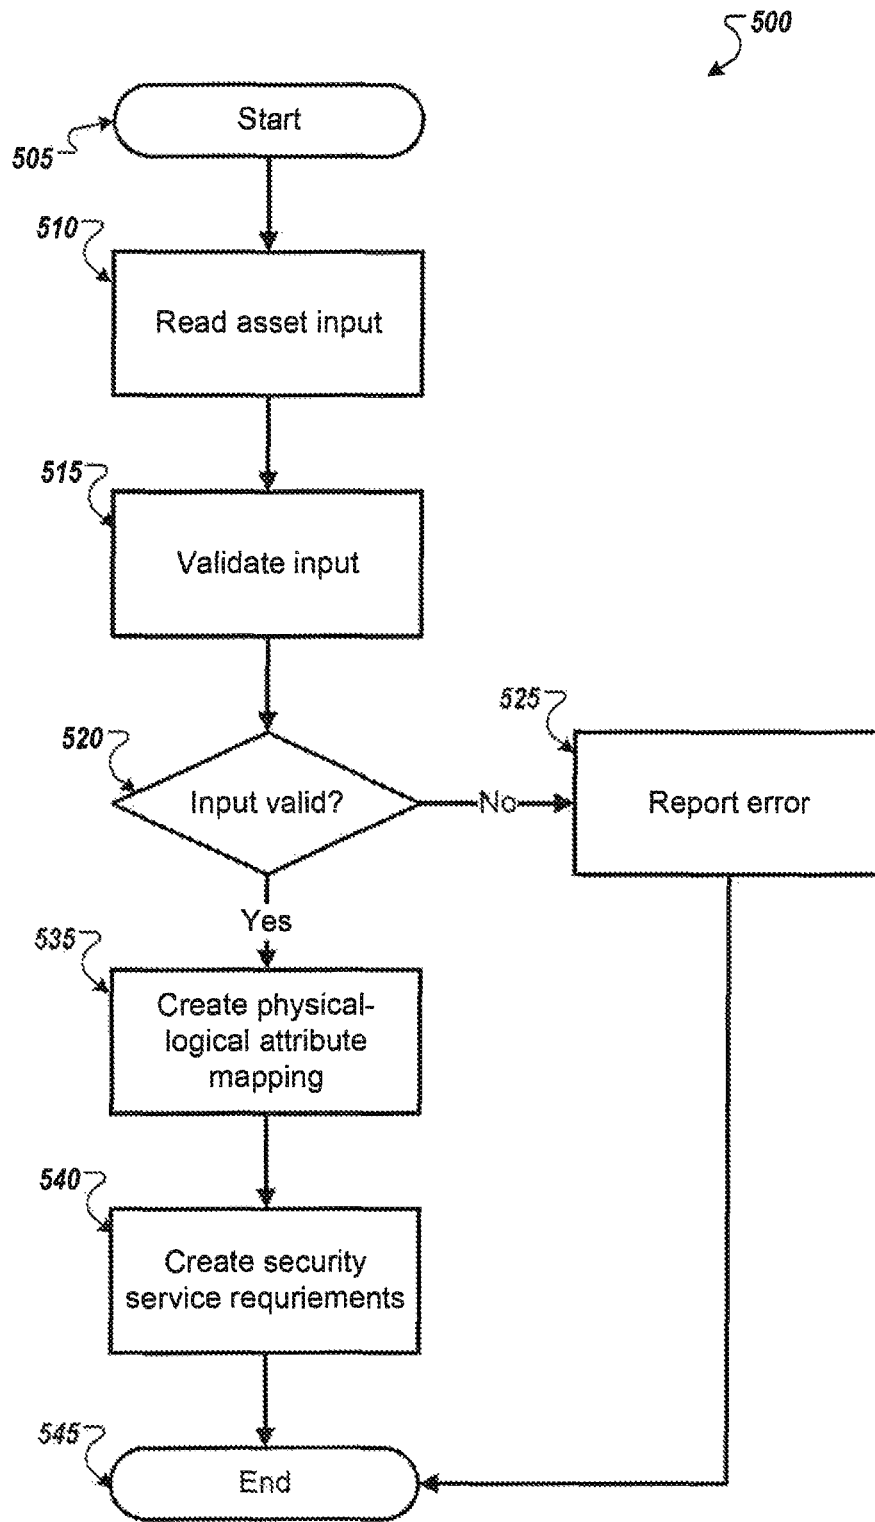 500
Start
505
510
Read asset input
515
Validate input
520
Input valid?
No
525
Report error
Yes
535
Create physical-
logical attribute
mapping
540
Create security
service requriements
545
End